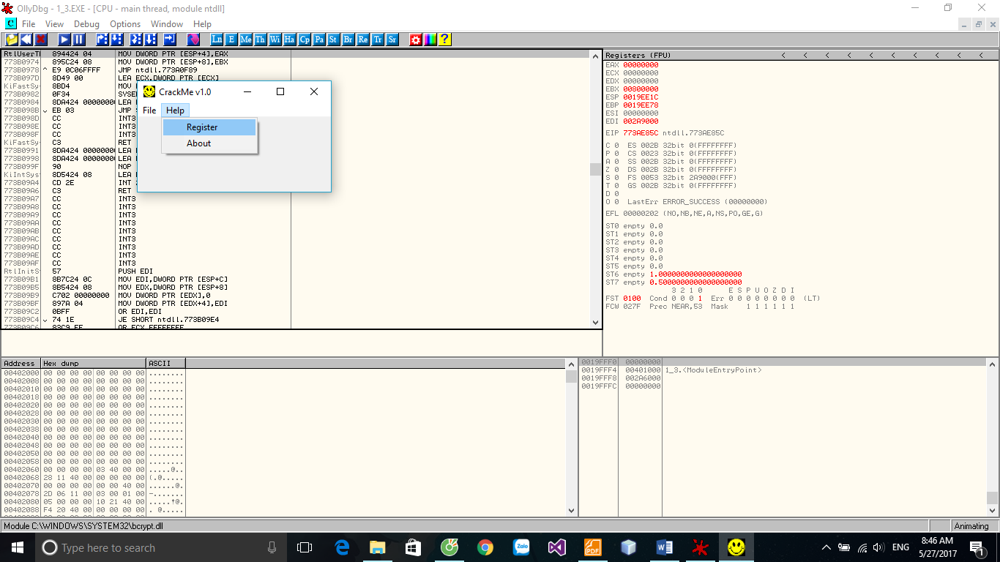 OllyDbg - 1_3.EXE - [CPU - main thread, module ntdll]
C File View Debug Options Window Help
Ln E Me Th Wi Ha Cp Pa St Br Re Tr Sr ?
RtlUserTl 894424 04 MOV DWORD PTR [ESP+4],EAX
773B0974 895C24 08 MOV DWORD PTR [ESP+8],EBX
773B0978 ^ E9 0C06FFFF JMP ntdll.773A0F89
773B097D 8D49 00 LEA ECX,DWORD PTR [ECX]
KiFastSy 8BD4 MOV
773B0982 0F34 SYSE
773B0984 8DA424 00000000 LEA
773B098B EB 03 JMP
773B098D CC INT3
773B098E CC INT3
773B098F CC INT3
KiFastSy C3 RET
773B0991 8DA424 00000000 LEA
773B0998 8DA424 00000000 LEA
773B099F 90 NOP
KiIntSys 8D5424 08 LEA
773B09A4 CD 2E INT
773B09A6 C3 RET
773B09A7 CC INT3
773B09A8 CC INT3
773B09A9 CC INT3
773B09AA CC INT3
773B09AB CC INT3
773B09AC CC INT3
773B09AD CC INT3
773B09AE CC INT3
773B09AF CC INT3
RtlInitS 57 PUSH EDI
773B09B1 8B7C24 0C MOV EDI,DWORD PTR [ESP+C]
773B09B5 8B5424 08 MOV EDX,DWORD PTR [ESP+8]
773B09B9 C702 00000000 MOV DWORD PTR [EDX],0
773B09BF 897A 04 MOV DWORD PTR [EDX+4],EDI
773B09C2 0BFF OR EDI,EDI
773B09C4 74 1E JE SHORT ntdll.773B09E4
773B09C6 83C9 FF OR ECX,FFFFFFFF
CrackMe v1.0
File Help
Register
About
Registers (FPU) < < < < < < < < < <
EAX 00000000
ECX 00000000
EDX 00000000
EBX 00800000
ESP 0019EE1C
EBP 0019EE78
ESI 00000000
EDI 002A9000
EIP 773AE85C ntdll.773AE85C
C 0 ES 002B 32bit 0(FFFFFFFF)
P 0 CS 0023 32bit 0(FFFFFFFF)
A 0 SS 002B 32bit 0(FFFFFFFF)
Z 0 DS 002B 32bit 0(FFFFFFFF)
S 0 FS 0053 32bit 2A9000(FFF)
T 0 GS 002B 32bit 0(FFFFFFFF)
D 0
O 0 LastErr ERROR_SUCCESS (00000000)
EFL 00000202 (NO,NB,NE,A,NS,PO,GE,G)
ST0 empty 0.0
ST1 empty 0.0
ST2 empty 0.0
ST3 empty 0.0
ST4 empty 0.0
ST5 empty 0.0
ST6 empty 1.0000000000000000000
ST7 empty 0.5000000000000000000
3 2 1 0 E S P U O Z D I
FST 0100 Cond 0 0 0 1 Err 0 0 0 0 0 0 0 0 (LT)
FCW 027F Prec NEAR,53 Mask 1 1 1 1 1 1
Address Hex dump ASCII
00402000 00 00 00 00 00 00 00 00 ........
00402008 00 00 00 00 00 00 00 00 ........
00402010 00 00 00 00 00 00 00 00 ........
00402018 00 00 00 00 00 00 00 00 ........
00402020 00 00 00 00 00 00 00 00 ........
00402028 00 00 00 00 00 00 00 00 ........
00402030 00 00 00 00 00 00 00 00 ........
00402038 00 00 00 00 00 00 00 00 ........
00402040 00 00 00 00 00 00 00 00 ........
00402048 00 00 00 00 00 00 00 00 ........
00402050 00 00 00 00 00 00 00 00 ........
00402058 00 00 00 00 00 00 00 00 ........
00402060 00 00 00 00 03 40 00 00 .....@..
00402068 28 11 40 00 00 00 00 00 (.@.....
00402070 00 00 00 00 00 00 40 00 ......@.
00402078 2D 06 11 00 03 00 01 00 -.......
00402080 05 00 00 00 10 21 40 00 .....!@.
00402088 F4 20 40 00 00 00 00 00 . @.....
0019FFF0 00000000
0019FFF4 00401000 1_3.<ModuleEntryPoint>
0019FFF8 002A6000
0019FFFC 00000000
Module C:\WINDOWS\SYSTEM32\bcrypt.dll Animating
Type here to search Zalo PDF ENG 8:46 AM
5/27/2017 1